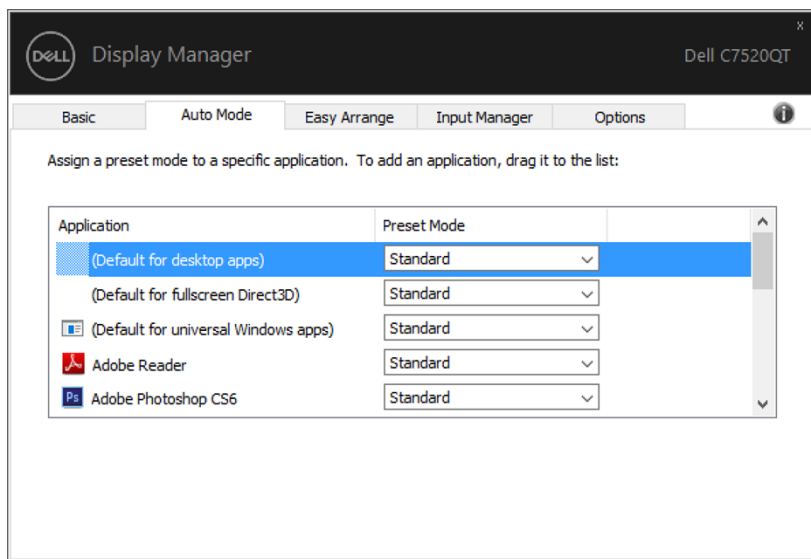 x
DELL Display Manager Dell C7520QT
Basic Auto Mode Easy Arrange Input Manager Options i
Assign a preset mode to a specific application. To add an application, drag it to the list:
Application Preset Mode
(Default for desktop apps) Standard
(Default for fullscreen Direct3D) Standard
(Default for universal Windows apps) Standard
Adobe Reader Standard
Ps Adobe Photoshop CS6 Standard